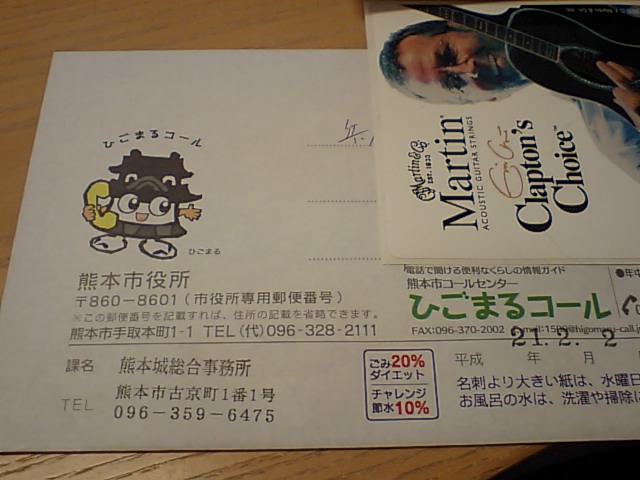 ひごまるコール
ひごまる
熊本市役所
〒860-8601(市役所専用郵便番号)
※この郵便番号を記載すれば、住所の記載を省略できます。
熊本市手取本町1-1 TEL(代)096-328-2111
課名 熊本城総合事務所
熊本市古京町1番1号
TEL 096-359-6475
ごみ20%
ダイエット
チャレンジ
節水10%
Martin & Co
EST. 1833
Martin
ACOUSTIC GUITAR STRINGS
Clapton's
Choice™
電話で聞ける便利なくらしの情報ガイド
熊本市コールセンター
ひごまるコール
FAX:096-370-2002
●年中
21.2.2
平成 年 月
名刺より大きい紙は、水曜日
お風呂の水は、洗濯や掃除に